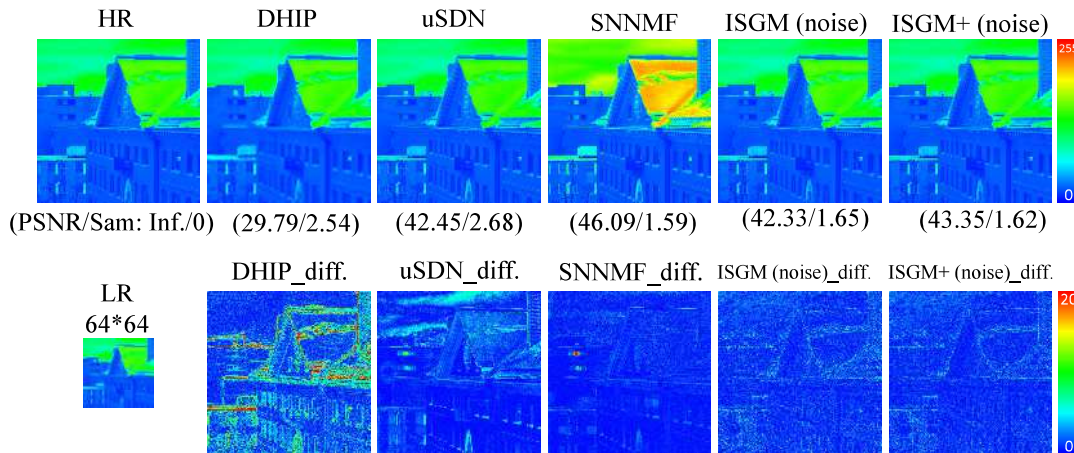 HR DHIP uSDN SNNMF ISGM (noise) ISGM+ (noise)
255
0
(PSNR/Sam: Inf./0) (29.79/2.54) (42.45/2.68) (46.09/1.59) (42.33/1.65) (43.35/1.62)
DHIP_diff. uSDN_diff. SNNMF_diff. ISGM (noise)_diff. ISGM+ (noise)_diff.
LR
64*64
20
0